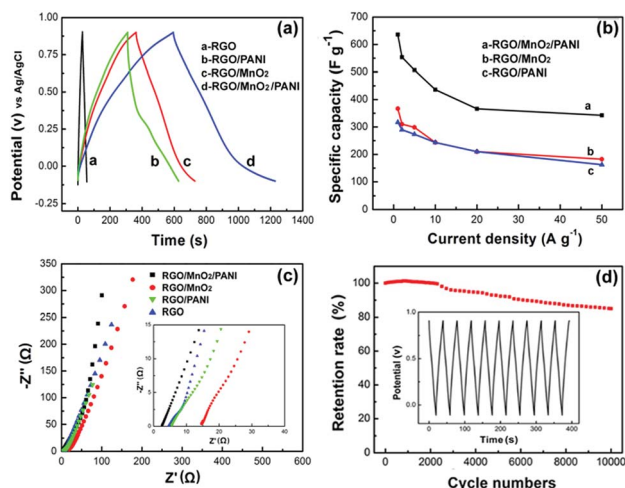 (a)
Potential (v) vs Ag/AgCl
1.00
0.75
0.50
0.25
0.00
-0.25
a-RGO
b-RGO/PANI
c-RGO/MnO₂
d-RGO/MnO₂/PANI
a
b
c
d
0 200 400 600 800 1000 1200 1400
Time (s)
(b)
Specific capacity (F g⁻¹)
700
600
500
400
300
200
100
0
a-RGO/MnO₂/PANI
b-RGO/MnO₂
c-RGO/PANI
a
b
c
0 10 20 30 40 50
Current density (A g⁻¹)
(c)
-Z″ (Ω)
350
300
250
200
150
100
50
0
RGO/MnO₂/PANI
RGO/MnO₂
RGO/PANI
RGO
-Z″ (Ω)
15
10
5
0
0 10 20 30 40
Z′ (Ω)
0 100 200 300 400 500 600
Z′ (Ω)
(d)
Retention rate (%)
120
100
80
60
40
20
0
Potential (v)
1.0
0.5
0.0
0 100 200 300 400
Time (s)
0 2000 4000 6000 8000 10000
Cycle numbers